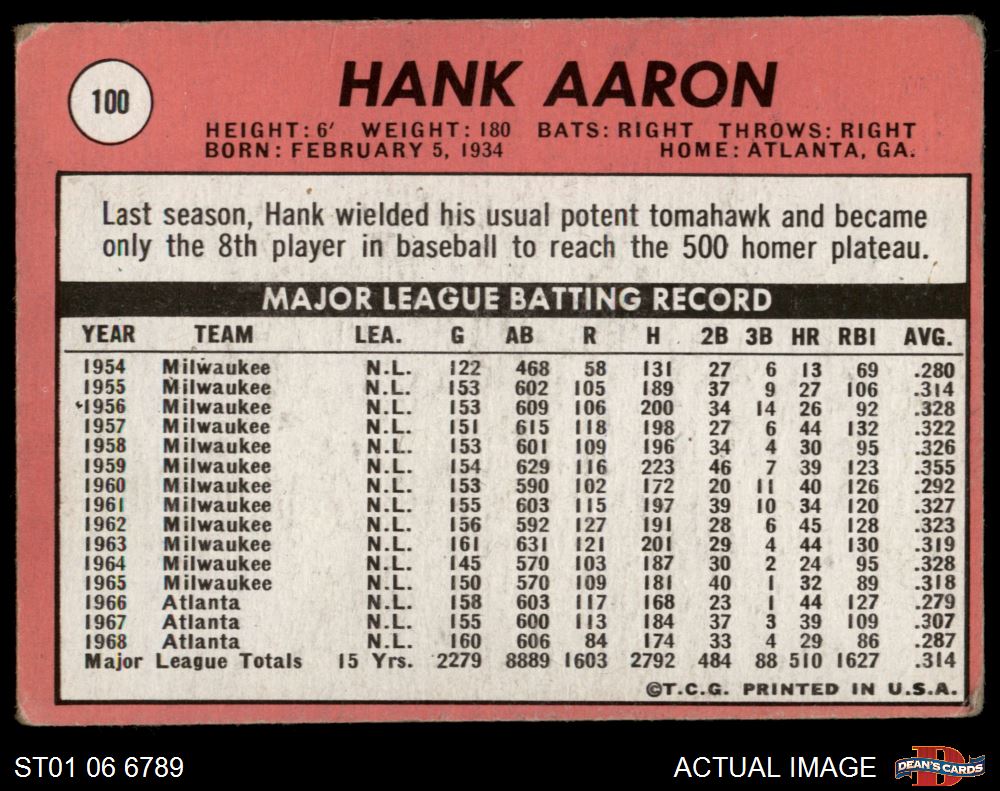 100
HANK AARON
HEIGHT: 6' WEIGHT: 180 BATS: RIGHT THROWS: RIGHT
BORN: FEBRUARY 5, 1934 HOME: ATLANTA, GA.
Last season, Hank wielded his usual potent tomahawk and became
only the 8th player in baseball to reach the 500 homer plateau.
MAJOR LEAGUE BATTING RECORD
YEAR TEAM LEA. G AB R H 2B 3B HR RBI AVG.
1954 Milwaukee N.L. 122 468 58 131 27 6 13 69 .280
1955 Milwaukee N.L. 153 602 105 189 37 9 27 106 .314
1956 Milwaukee N.L. 153 609 106 200 34 14 26 92 .328
1957 Milwaukee N.L. 151 615 118 198 27 6 44 132 .322
1958 Milwaukee N.L. 153 601 109 196 34 4 30 95 .326
1959 Milwaukee N.L. 154 629 116 223 46 7 39 123 .355
1960 Milwaukee N.L. 153 590 102 172 20 11 40 126 .292
1961 Milwaukee N.L. 155 603 115 197 39 10 34 120 .327
1962 Milwaukee N.L. 156 592 127 191 28 6 45 128 .323
1963 Milwaukee N.L. 161 631 121 201 29 4 44 130 .319
1964 Milwaukee N.L. 145 570 103 187 30 2 24 95 .328
1965 Milwaukee N.L. 150 570 109 181 40 1 32 89 .318
1966 Atlanta N.L. 158 603 117 168 23 1 44 127 .279
1967 Atlanta N.L. 155 600 113 184 37 3 39 109 .307
1968 Atlanta N.L. 160 606 84 174 33 4 29 86 .287
Major League Totals 15 Yrs. 2279 8889 1603 2792 484 88 510 1627 .314
©T.C.G. PRINTED IN U.S.A.
ST01 06 6789
ACTUAL IMAGE
D
DEAN'S CARDS